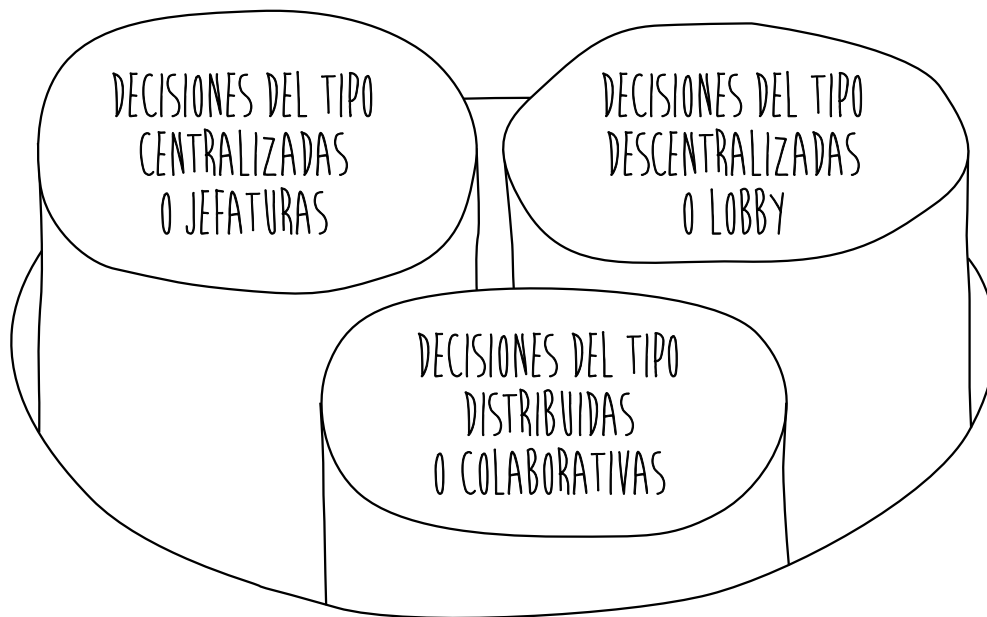 DECISIONES DEL TIPO
CENTRALIZADAS
O JEFATURAS
DECISIONES DEL TIPO
DESCENTRALIZADAS
O LOBBY
DECISIONES DEL TIPO
DISTRIBUIDAS
O COLABORATIVAS